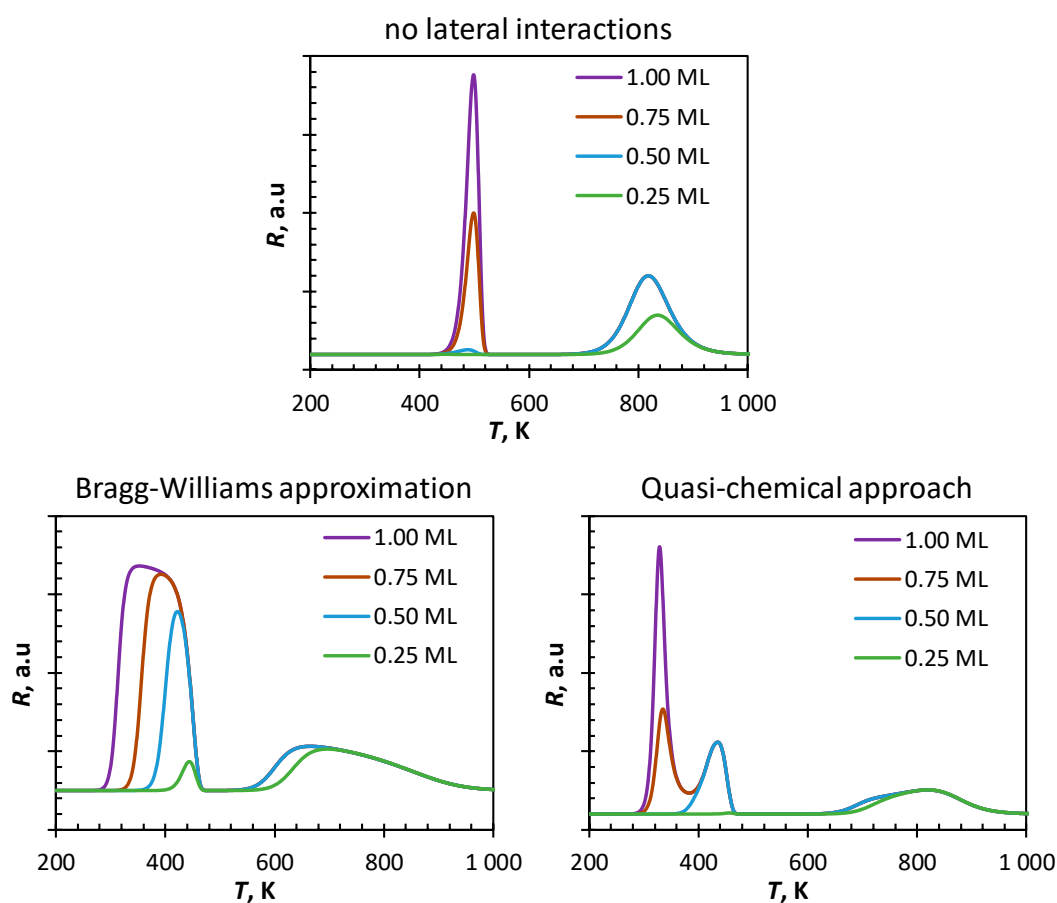 no lateral interactions
1.00 ML
0.75 ML
0.50 ML
0.25 ML
R, a.u
200 400 600 800 1 000
T, K
Bragg-Williams approximation
1.00 ML
0.75 ML
0.50 ML
0.25 ML
R, a.u
200 400 600 800 1 000
T, K
Quasi-chemical approach
1.00 ML
0.75 ML
0.50 ML
0.25 ML
R, a.u
200 400 600 800 1 000
T, K